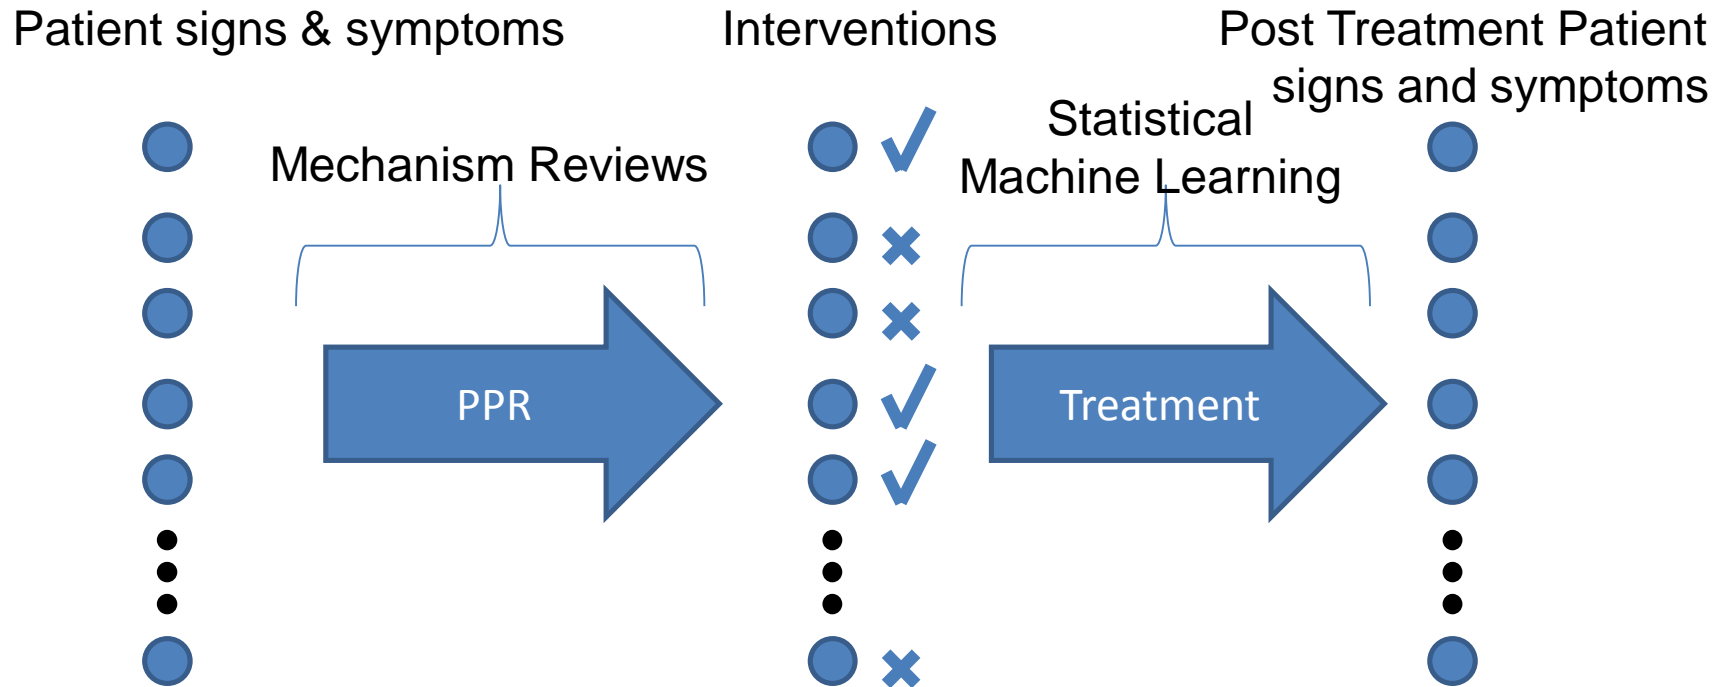 Patient signs & symptoms
Interventions
Post Treatment Patient
signs and symptoms
Mechanism Reviews
Statistical
Machine Learning
PPR
Treatment